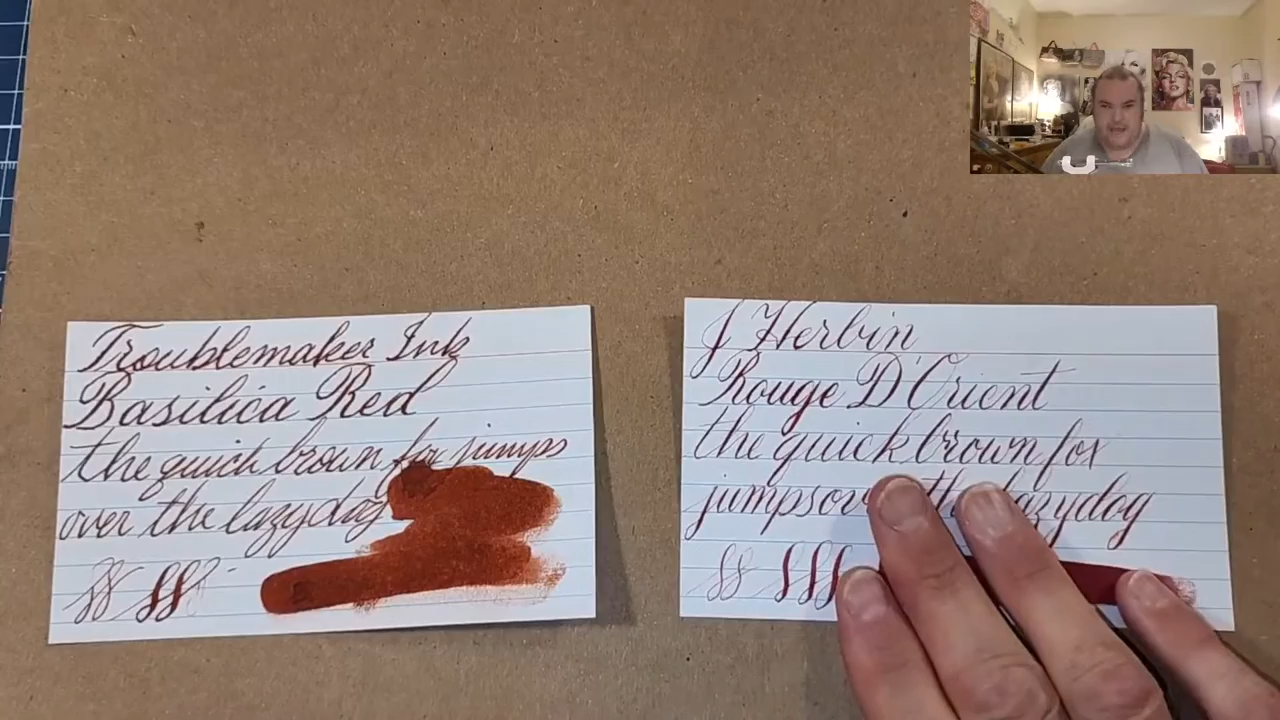 Troublemaker Ink
Basilica Red
the quick brown fox jumps
over the lazy dog
J Herbin
Rouge D'Orient
the quick brown fox
jumps over the lazy dog